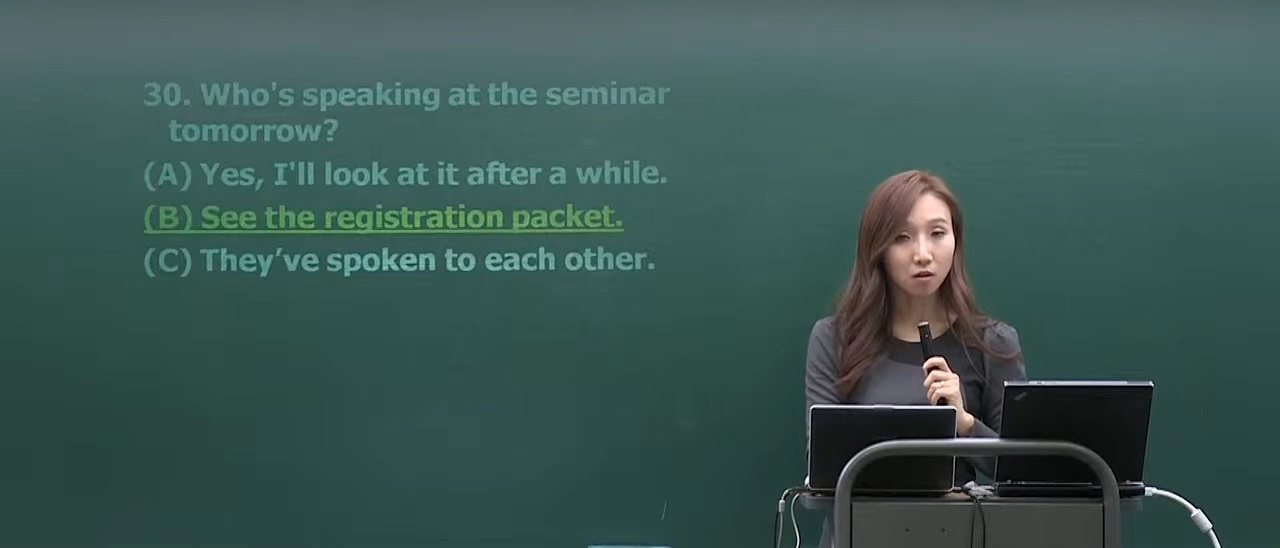 30. Who's speaking at the seminar
tomorrow?
(A) Yes, I'll look at it after a while.
(B) See the registration packet.
(C) They’ve spoken to each other.